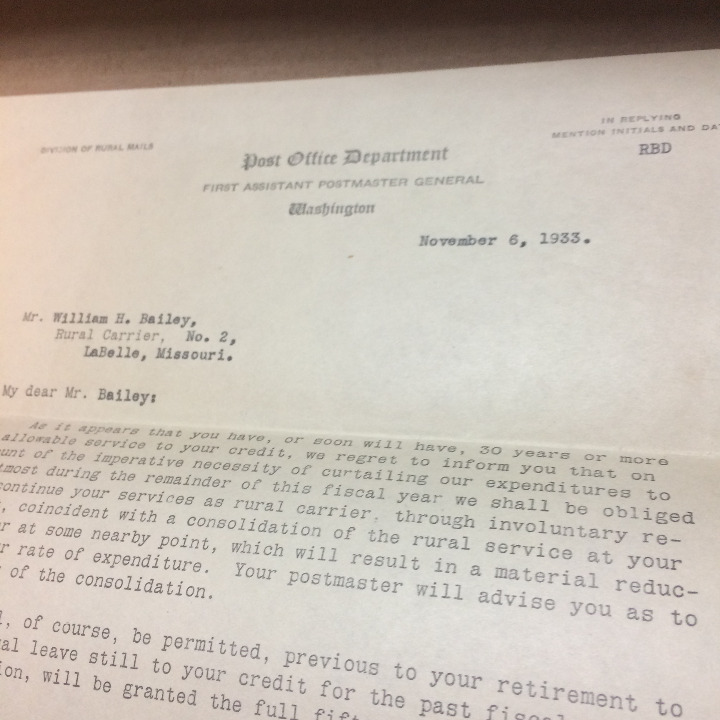 DIVISION OF RURAL MAILS
IN REPLYING
MENTION INITIALS AND DA
RBD
Post Office Department
FIRST ASSISTANT POSTMASTER GENERAL
Washington
November 6, 1933.
Mr. William H. Bailey,
Rural Carrier, No. 2,
LaBelle, Missouri.
My dear Mr. Bailey:
As it appears that you have, or soon will have, 30 years or more
allowable service to your credit, we regret to inform you that on
unt of the imperative necessity of curtailing our expenditures to
tmost during the remainder of this fiscal year we shall be obliged
continue your services as rural carrier, through involuntary re-
, coincident with a consolidation of the rural service at your
r at some nearby point, which will result in a material reduc-
r rate of expenditure. Your postmaster will advise you as to
of the consolidation.
, of course, be permitted, previous to your retirement to
al leave still to your credit for the past fiscal
ion, will be granted the full